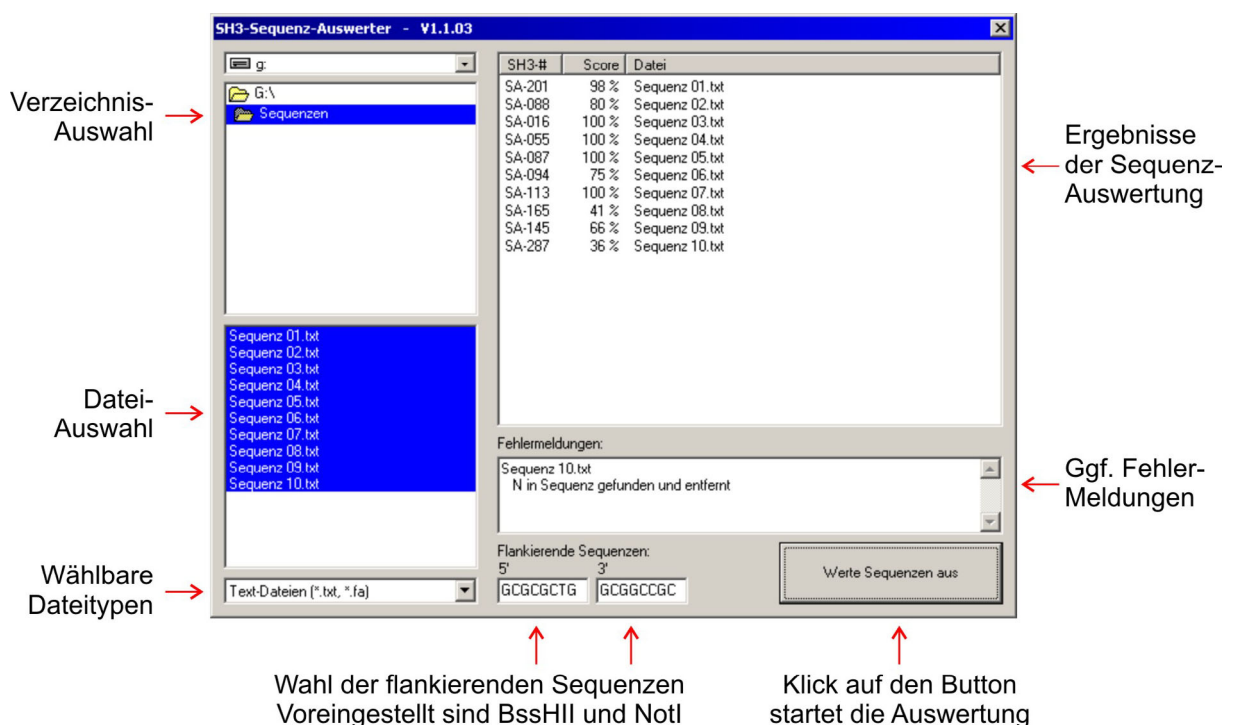 SH3-Sequenz-Auswerter - V1.1.03
g:
G:\
Sequenzen
Verzeichnis-
Auswahl
SH3-# Score Datei
SA-201 98 % Sequenz 01.txt
SA-088 80 % Sequenz 02.txt
SA-016 100 % Sequenz 03.txt
SA-055 100 % Sequenz 04.txt
SA-087 100 % Sequenz 05.txt
SA-094 75 % Sequenz 06.txt
SA-113 100 % Sequenz 07.txt
SA-165 41 % Sequenz 08.txt
SA-145 66 % Sequenz 09.txt
SA-287 36 % Sequenz 10.txt
Ergebnisse
der Sequenz-
Auswertung
Datei-
Auswahl
Sequenz 01.txt
Sequenz 02.txt
Sequenz 03.txt
Sequenz 04.txt
Sequenz 05.txt
Sequenz 06.txt
Sequenz 07.txt
Sequenz 08.txt
Sequenz 09.txt
Sequenz 10.txt
Fehlermeldungen:
Sequenz 10.txt
N in Sequenz gefunden und entfernt
Ggf. Fehler-
Meldungen
Wählbare
Dateitypen
Text-Dateien (*.txt, *.fa)
Flankierende Sequenzen:
5' 3'
GCGCGCTG GCGGCCGC
Werte Sequenzen aus
Wahl der flankierenden Sequenzen
Voreingestellt sind BssHII und NotI
Klick auf den Button
startet die Auswertung